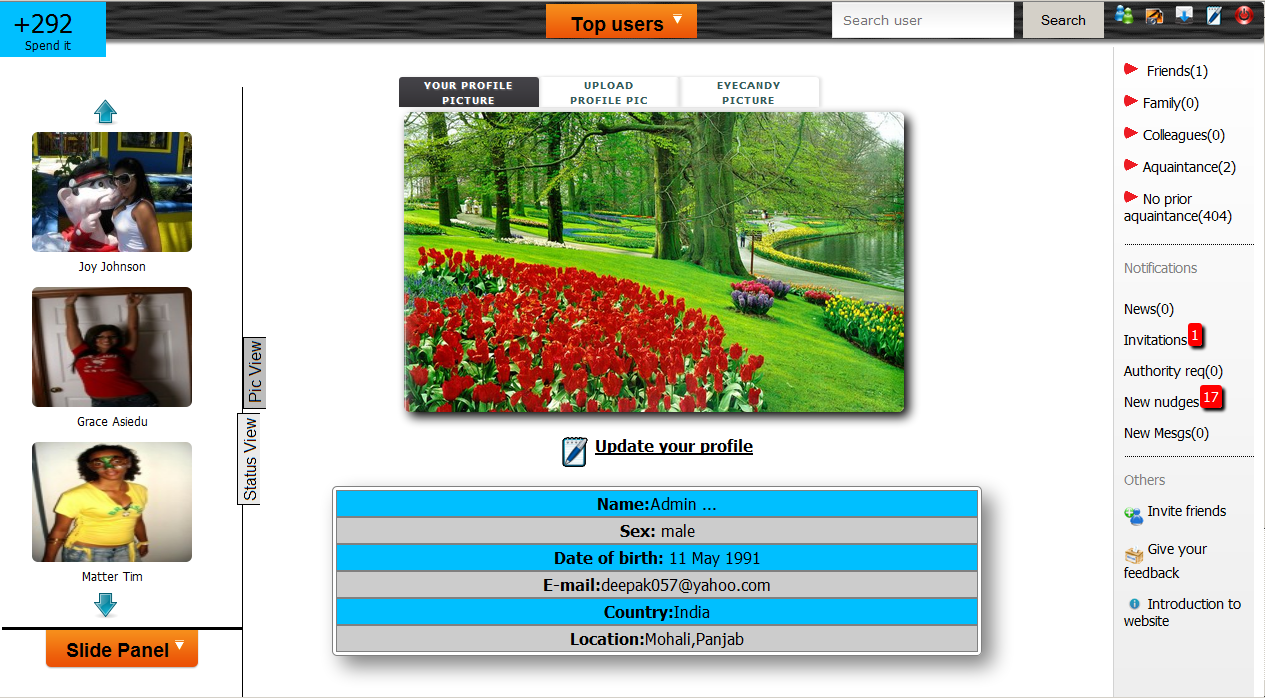 +292
Spend it
Top users
Search user
Search
Joy Johnson
Grace Asiedu
Matter Tim
Slide Panel
Pic View
Status View
YOUR PROFILE
PICTURE
UPLOAD
PROFILE PIC
EYECANDY
PICTURE
Update your profile
Name:Admin ...
Sex: male
Date of birth: 11 May 1991
E-mail:deepak057@yahoo.com
Country:India
Location:Mohali,Panjab
Friends(1)
Family(0)
Colleagues(0)
Aquaintance(2)
No prior
aquaintance(404)
Notifications
News(0)
Invitations 1
Authority req(0)
New nudges 17
New Mesgs(0)
Others
Invite friends
Give your
feedback
Introduction to
website